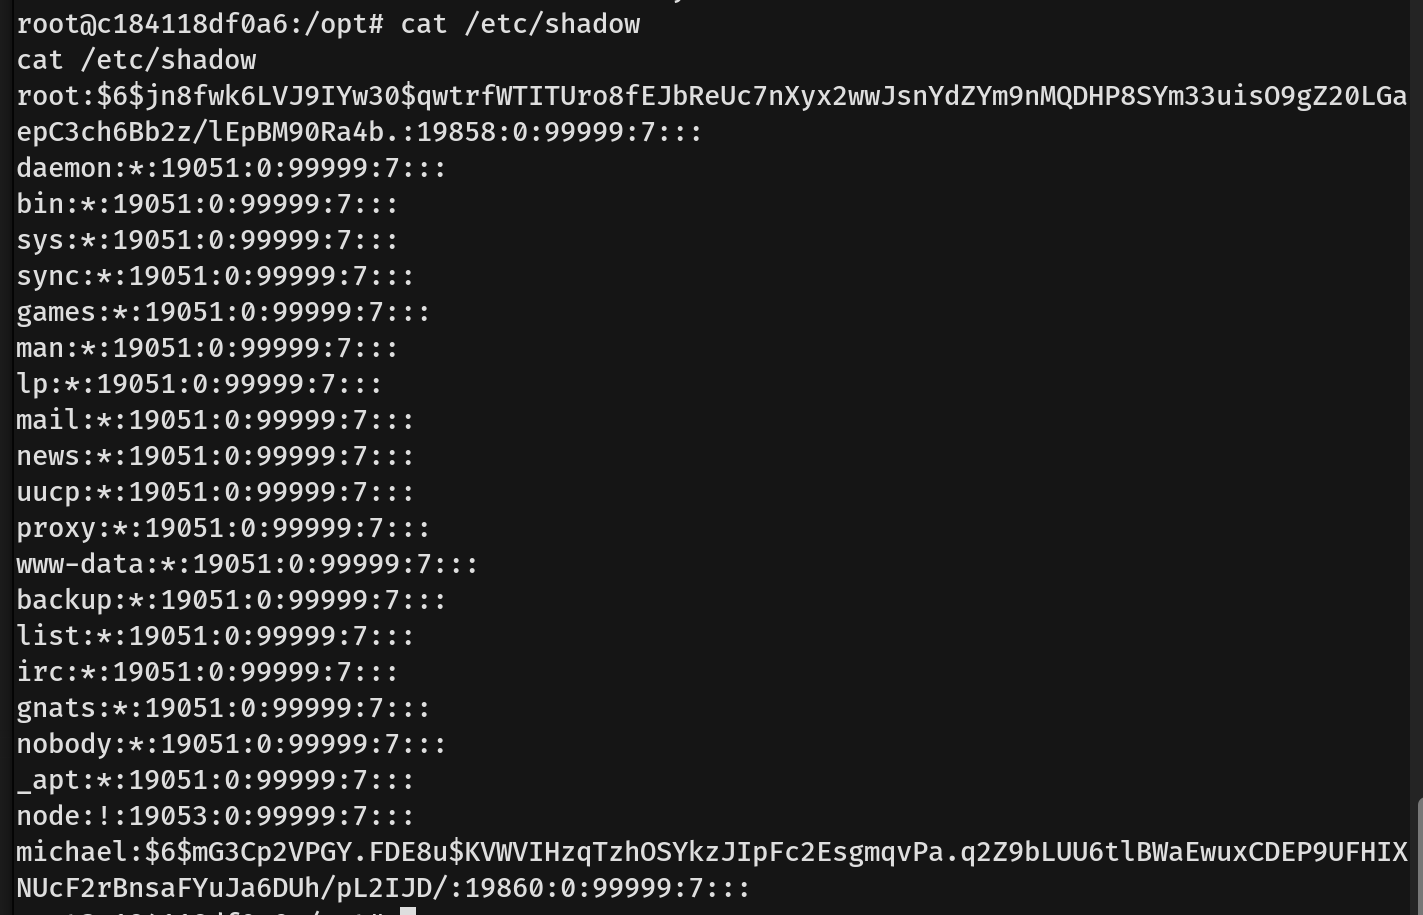 root@c184118df0a6:/opt# cat /etc/shadow
cat /etc/shadow
root:$6$jn8fwk6LVJ9IYw30$qwtrfWTITUro8fEJbReUc7nXyx2wwJsnYdZYm9nMQDHP8SYm33uisO9gZ20LGa
epC3ch6Bb2z/lEpBM90Ra4b.:19858:0:99999:7:::
daemon:*:19051:0:99999:7:::
bin:*:19051:0:99999:7:::
sys:*:19051:0:99999:7:::
sync:*:19051:0:99999:7:::
games:*:19051:0:99999:7:::
man:*:19051:0:99999:7:::
lp:*:19051:0:99999:7:::
mail:*:19051:0:99999:7:::
news:*:19051:0:99999:7:::
uucp:*:19051:0:99999:7:::
proxy:*:19051:0:99999:7:::
www-data:*:19051:0:99999:7:::
backup:*:19051:0:99999:7:::
list:*:19051:0:99999:7:::
irc:*:19051:0:99999:7:::
gnats:*:19051:0:99999:7:::
nobody:*:19051:0:99999:7:::
_apt:*:19051:0:99999:7:::
node:!:19053:0:99999:7:::
michael:$6$mG3Cp2VPGY.FDE8u$KVWVIHzqTzhOSYkzJIpFc2EsgmqvPa.q2Z9bLUU6tlBWaEwuxCDEP9UFHIX
NUcF2rBnsaFYuJa6DUh/pL2IJD/:19860:0:99999:7:::